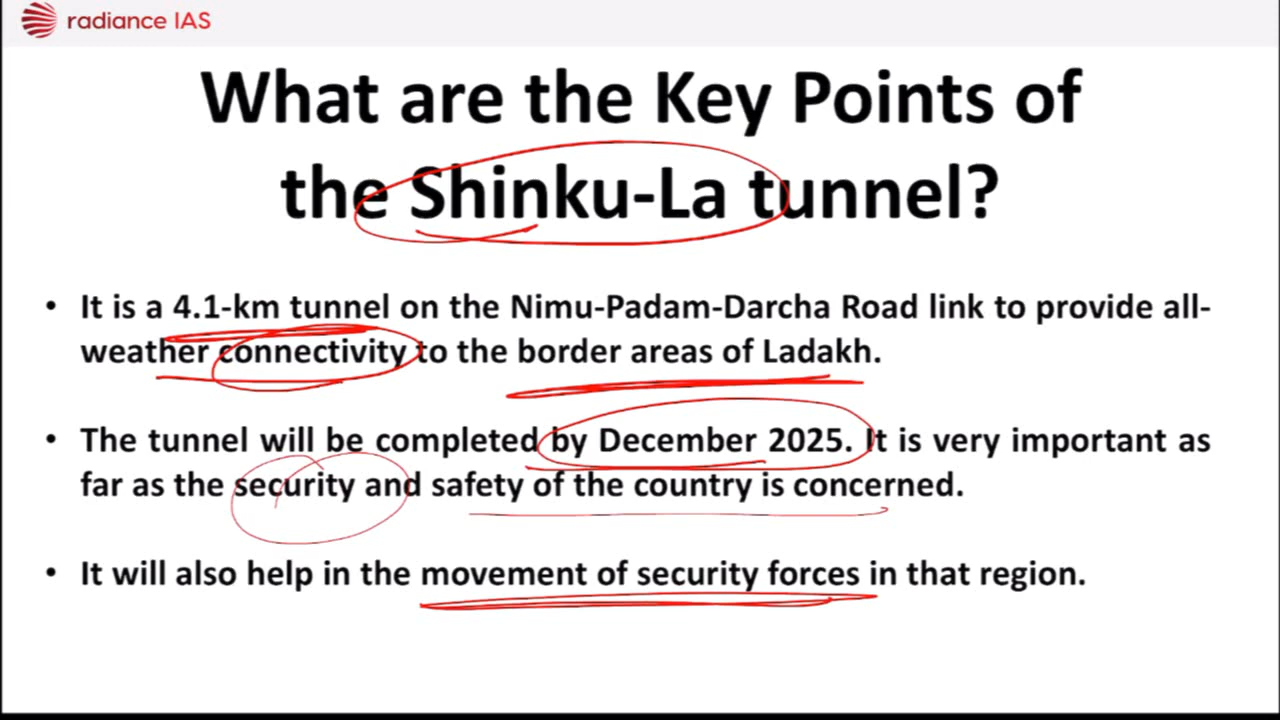 radiance IAS
What are the Key Points of
the Shinku-La tunnel?
• It is a 4.1-km tunnel on the Nimu-Padam-Darcha Road link to provide all-
weather connectivity to the border areas of Ladakh.
• The tunnel will be completed by December 2025. It is very important as
far as the security and safety of the country is concerned.
• It will also help in the movement of security forces in that region.